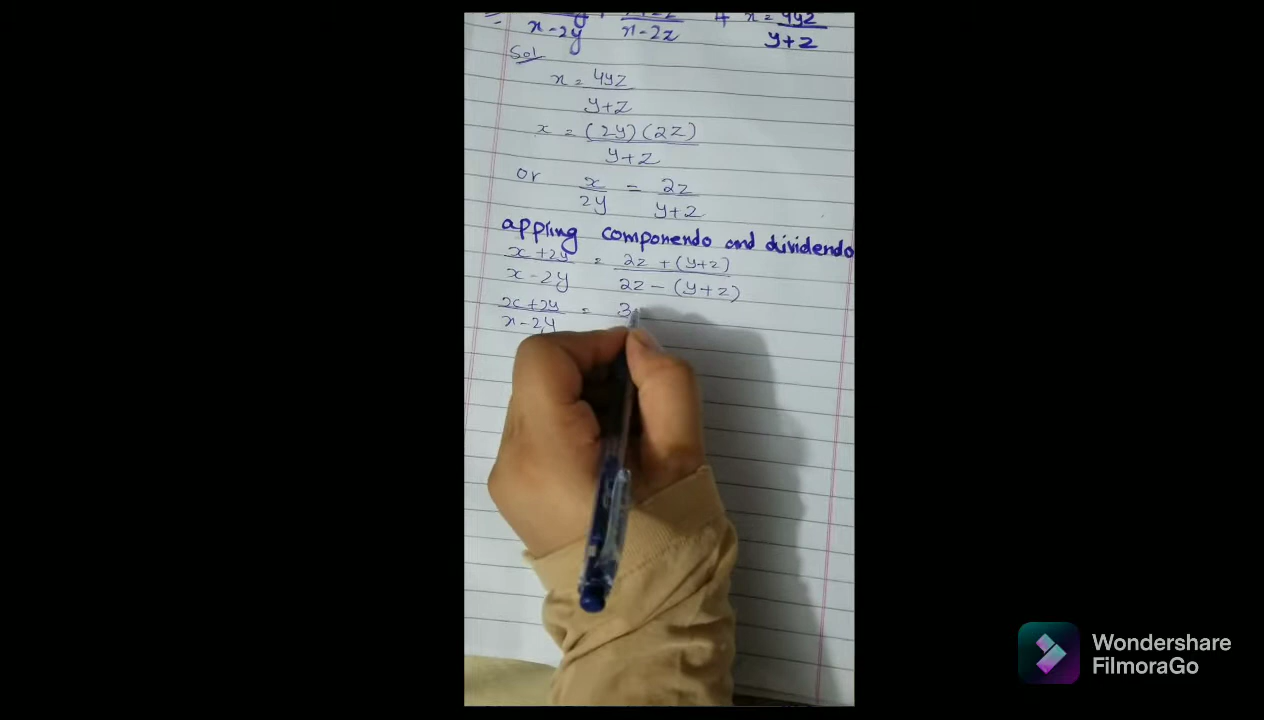 x-2y x-2z if x = 4yz
y+z
Sol
x = 4yz
y+z
x = (2y)(2z)
y+z
or x = 2z
2y y+z
appling componendo and dividendo
x+2y = 2z+(y+z)
x-2y 2z-(y+z)
x+2y = 3
x-2y
Wondershare
FilmoraGo